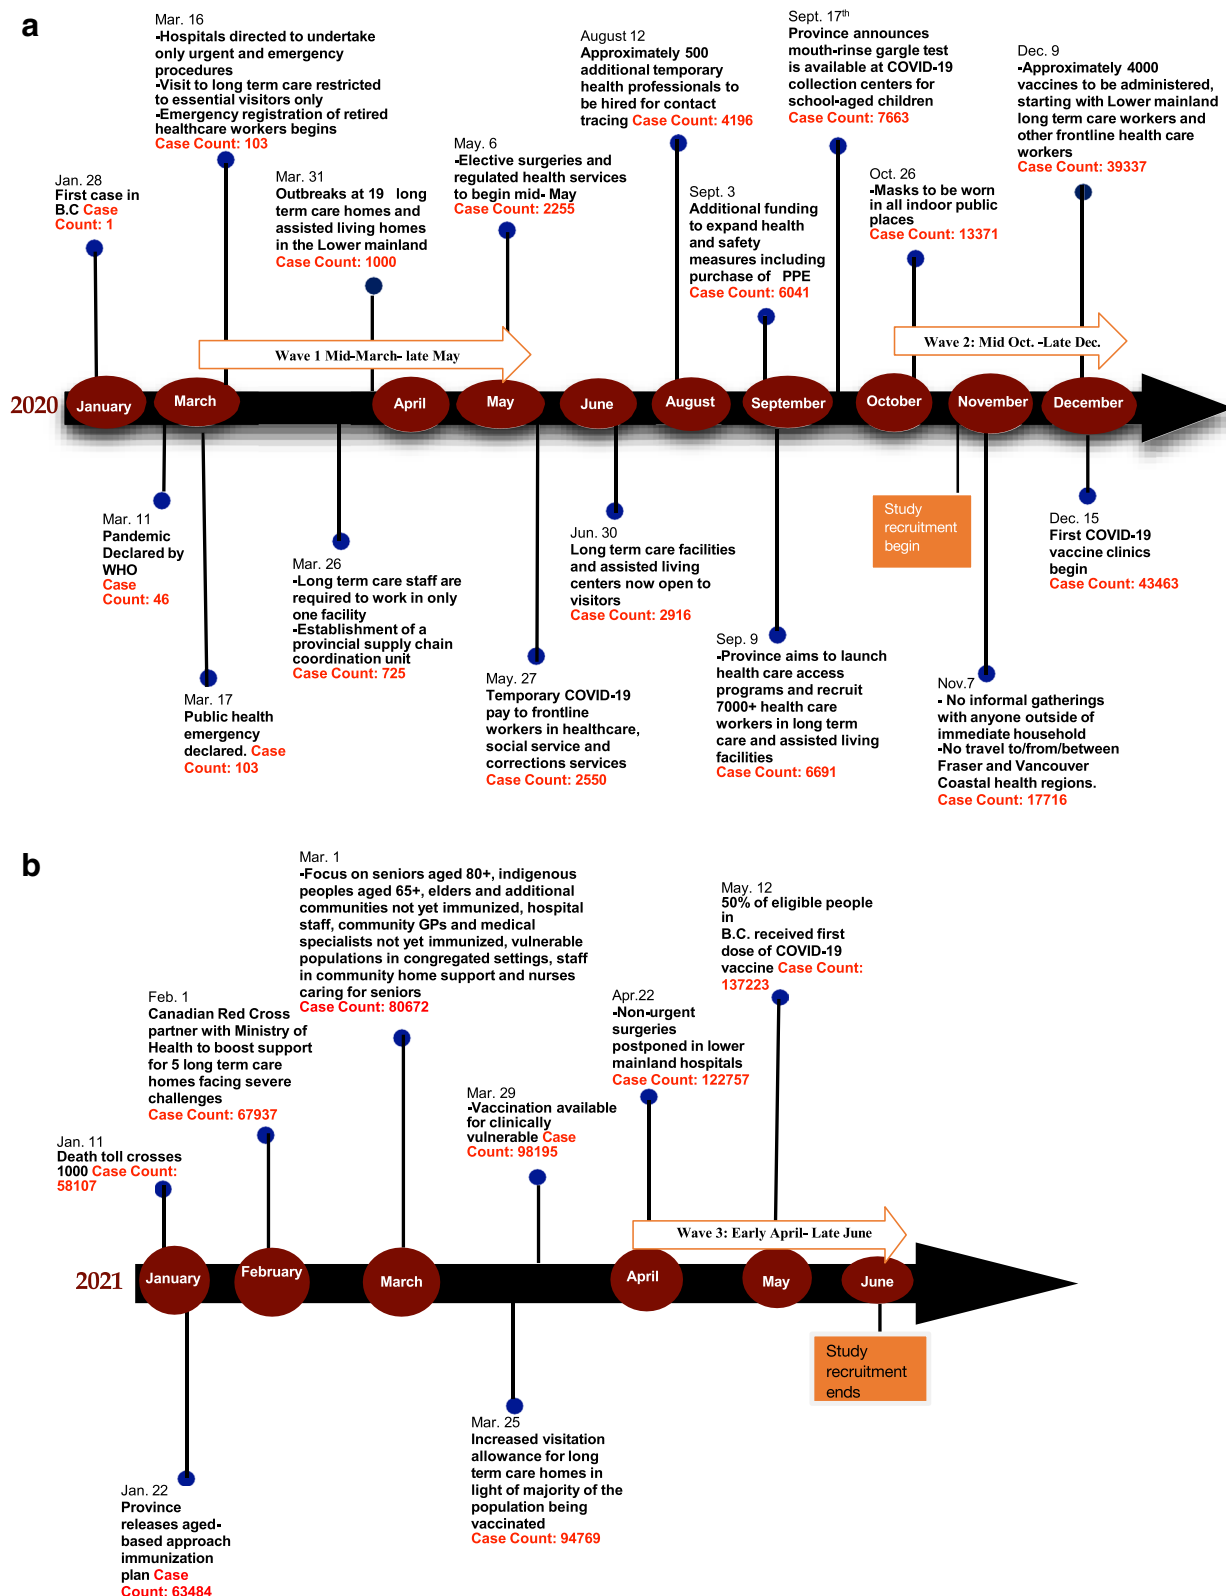 a
Mar. 16
-Hospitals directed to undertake
only urgent and emergency
procedures
-Visit to long term care restricted
to essential visitors only
-Emergency registration of retired
healthcare workers begins
Case Count: 103
August 12
Approximately 500
additional temporary
health professionals to
be hired for contact
tracing Case Count: 4196
Sept. 17th
Province announces
mouth-rinse gargle test
is available at COVID-19
collection centers for
school-aged children
Case Count: 7663
Dec. 9
-Approximately 4000
vaccines to be administered,
starting with Lower mainland
long term care workers and
other frontline health care
workers
Case Count: 39337
Jan. 28
First case in
B.C Case
Count: 1
Mar. 31
Outbreaks at 19 long
term care homes and
assisted living homes
in the Lower mainland
Case Count: 1000
May. 6
-Elective surgeries and
regulated health services
to begin mid- May
Case Count: 2255
Sept. 3
Additional funding
to expand health
and safety
measures including
purchase of PPE
Case Count: 6041
Oct. 26
-Masks to be worn
in all indoor public
places
Case Count: 13371
Wave 1 Mid-March- late May
Wave 2: Mid Oct. -Late Dec.
2020
January
March
April
May
June
August
September
October
November
December
Mar. 11
Pandemic
Declared by
WHO
Case
Count: 46
Mar. 17
Public health
emergency
declared. Case
Count: 103
Mar. 26
-Long term care staff are
required to work in only
one facility
-Establishment of a
provincial supply chain
coordination unit
Case Count: 725
May. 27
Temporary COVID-19
pay to frontline
workers in healthcare,
social service and
corrections services
Case Count: 2550
Jun. 30
Long term care facilities
and assisted living
centers now open to
visitors
Case Count: 2916
Sep. 9
-Province aims to launch
health care access
programs and recruit
7000+ health care
workers in long term
care and assisted living
facilities
Case Count: 6691
Study
recruitment
begin
Nov.7
- No informal gatherings
with anyone outside of
immediate household
-No travel to/from/between
Fraser and Vancouver
Coastal health regions.
Case Count: 17716
Dec. 15
First COVID-19
vaccine clinics
begin
Case Count: 43463
b
Mar. 1
-Focus on seniors aged 80+, indigenous
peoples aged 65+, elders and additional
communities not yet immunized, hospital
staff, community GPs and medical
specialists not yet immunized, vulnerable
populations in congregated settings, staff
in community home support and nurses
caring for seniors
Case Count: 80672
May. 12
50% of eligible people
in
B.C. received first
dose of COVID-19
vaccine Case Count:
137223
Feb. 1
Canadian Red Cross
partner with Ministry of
Health to boost support
for 5 long term care
homes facing severe
challenges
Case Count: 67937
Apr.22
-Non-urgent
surgeries
postponed in lower
mainland hospitals
Case Count: 122757
Jan. 11
Death toll crosses
1000 Case Count:
58107
Mar. 29
-Vaccination available
for clinically
vulnerable Case
Count: 98195
Wave 3: Early April- Late June
2021
January
February
March
April
May
June
Study
recruitment
ends
Mar. 25
Increased visitation
allowance for long
term care homes in
light of majority of the
population being
vaccinated
Case Count: 94769
Jan. 22
Province
releases aged-
based approach
immunization
plan Case
Count: 63484